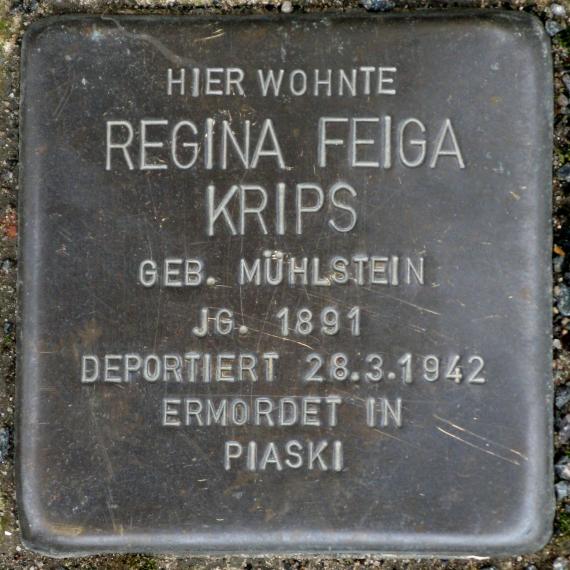 HIER WOHNTE
REGINA FEIGA
KRIPS
GEB. MÜHLSTEIN
JG. 1891
DEPORTIERT 28.3.1942
ERMORDET IN
PIASKI